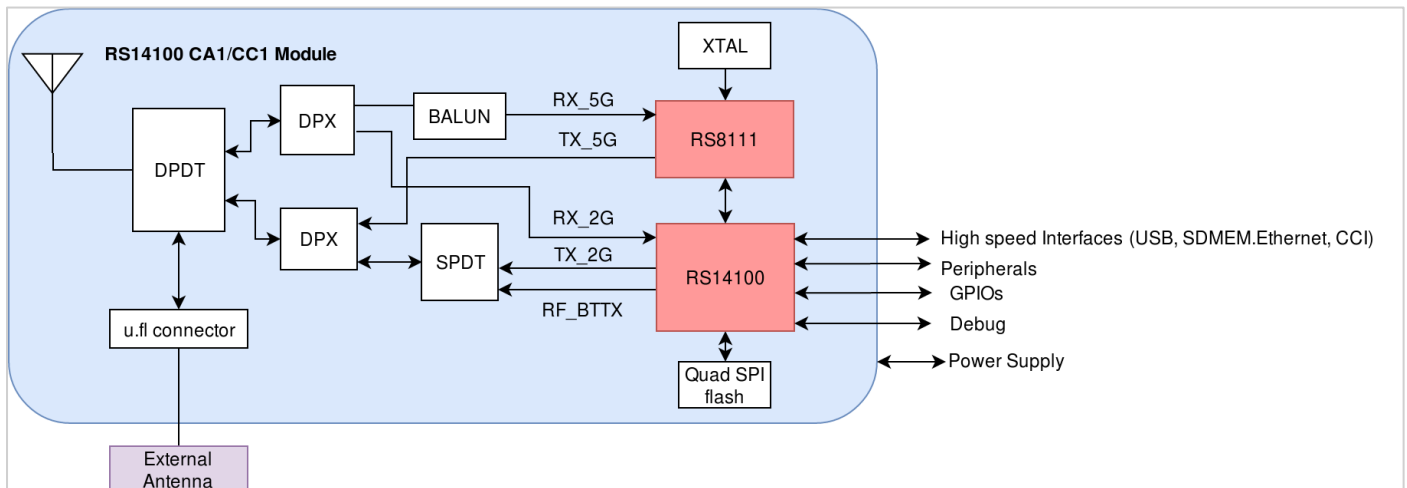 RS14100 CA1/CC1 Module
XTAL
DPX
BALUN
RX_5G
RS8111
TX_5G
DPDT
DPX
RX_2G
SPDT
TX_2G
RS14100
RF_BTTX
High speed Interfaces (USB, SDMEM.Ethernet, CCI)
Peripherals
GPIOs
Debug
Power Supply
u.fl connector
Quad SPI
flash
External
Antenna